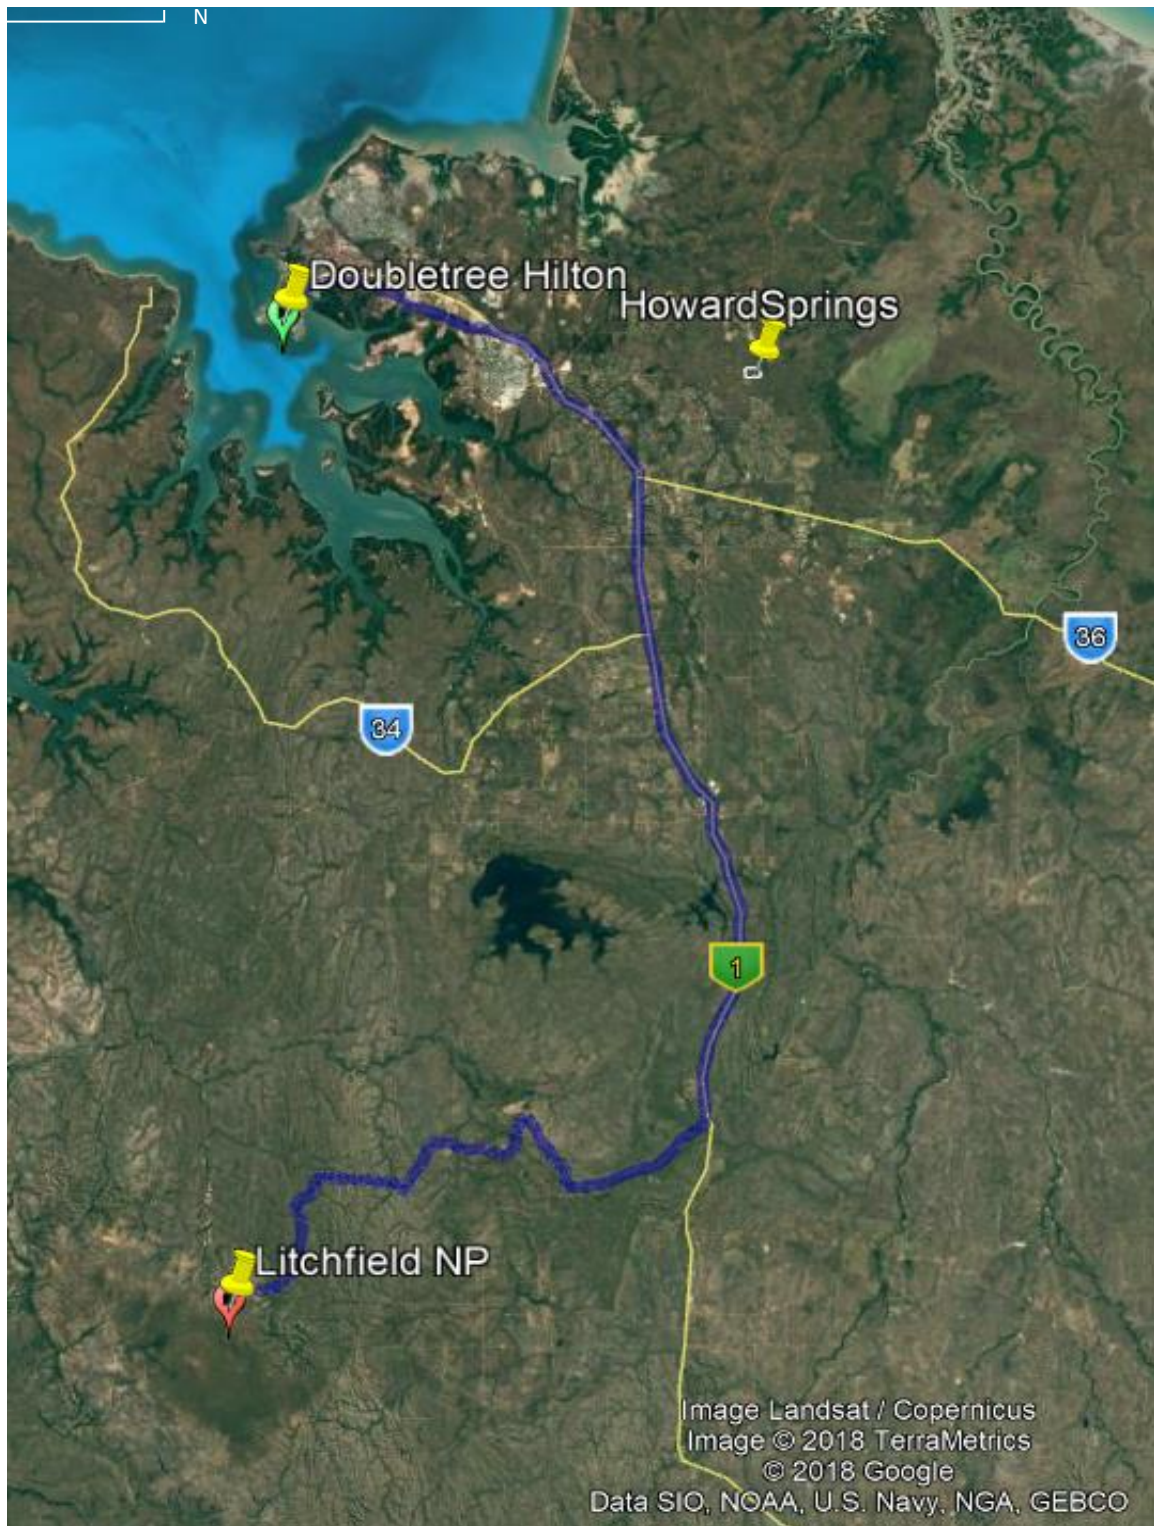 N
Doubletree Hilton
HowardSprings
36
34
1
Litchfield NP
Image Landsat / Copernicus
Image © 2018 TerraMetrics
© 2018 Google
Data SIO, NOAA, U.S. Navy, NGA, GEBCO